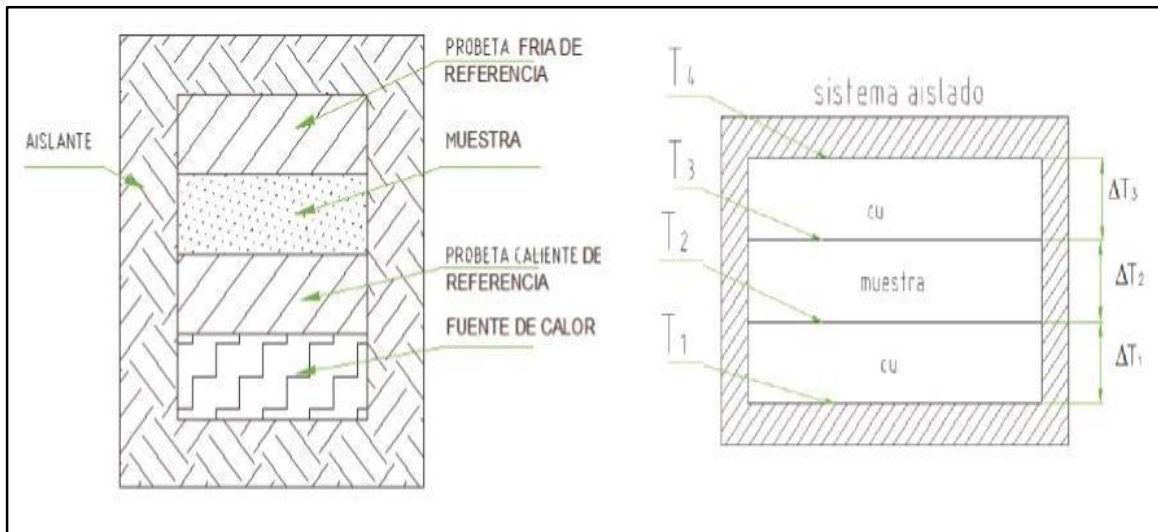 PROBETA FRIA DE
REFERENCIA
AISLANTE
MUESTRA
PROBETA CALIENTE DE
REFERENCIA
FUENTE DE CALOR
T4
sistema aislado
T3
cu
ΔT3
T2
muestra
ΔT2
T1
cu
ΔT1